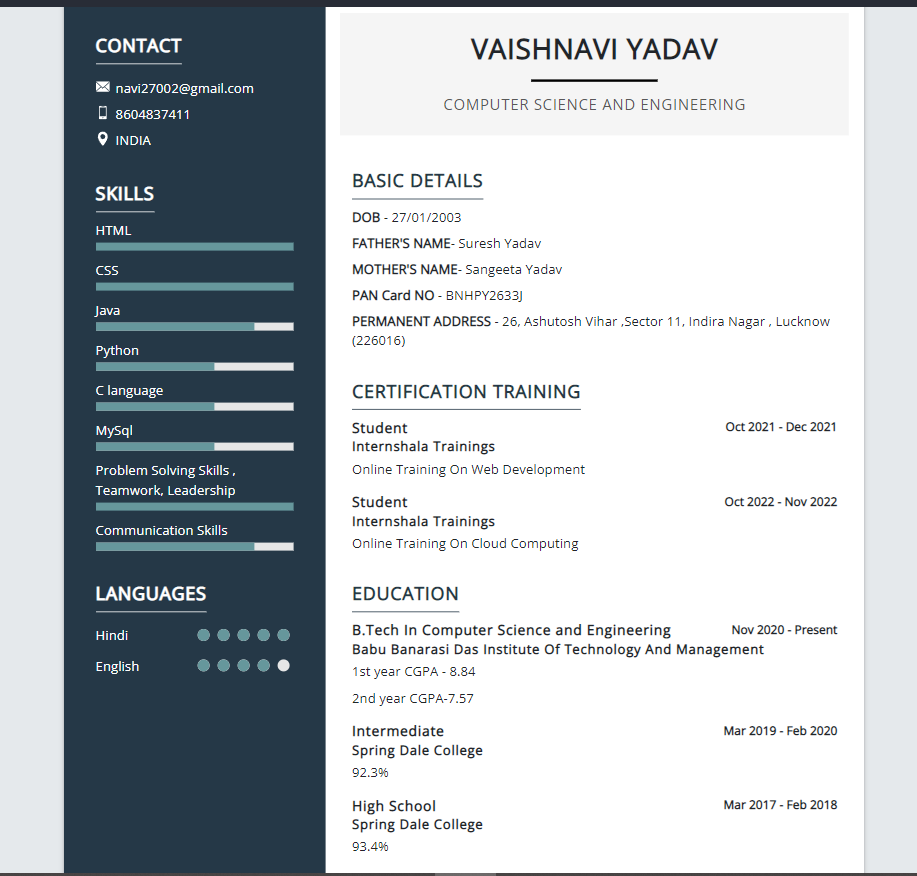 CONTACT
navi27002@gmail.com
8604837411
INDIA
SKILLS
HTML
CSS
Java
Python
C language
MySql
Problem Solving Skills ,
Teamwork, Leadership
Communication Skills
LANGUAGES
Hindi
English
VAISHNAVI YADAV
COMPUTER SCIENCE AND ENGINEERING
BASIC DETAILS
DOB - 27/01/2003
FATHER'S NAME- Suresh Yadav
MOTHER'S NAME- Sangeeta Yadav
PAN Card NO - BNHPY2633J
PERMANENT ADDRESS - 26, Ashutosh Vihar ,Sector 11, Indira Nagar , Lucknow
(226016)
CERTIFICATION TRAINING
Student Oct 2021 - Dec 2021
Internshala Trainings
Online Training On Web Development
Student Oct 2022 - Nov 2022
Internshala Trainings
Online Training On Cloud Computing
EDUCATION
B.Tech In Computer Science and Engineering Nov 2020 - Present
Babu Banarasi Das Institute Of Technology And Management
1st year CGPA - 8.84
2nd year CGPA-7.57
Intermediate Mar 2019 - Feb 2020
Spring Dale College
92.3%
High School Mar 2017 - Feb 2018
Spring Dale College
93.4%